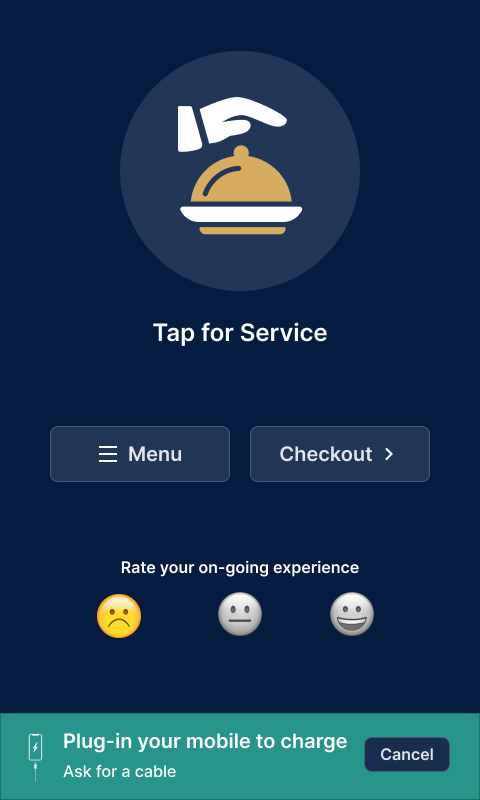 Tap for Service
Menu
Checkout
Rate your on-going experience
Plug-in your mobile to charge
Ask for a cable
Cancel